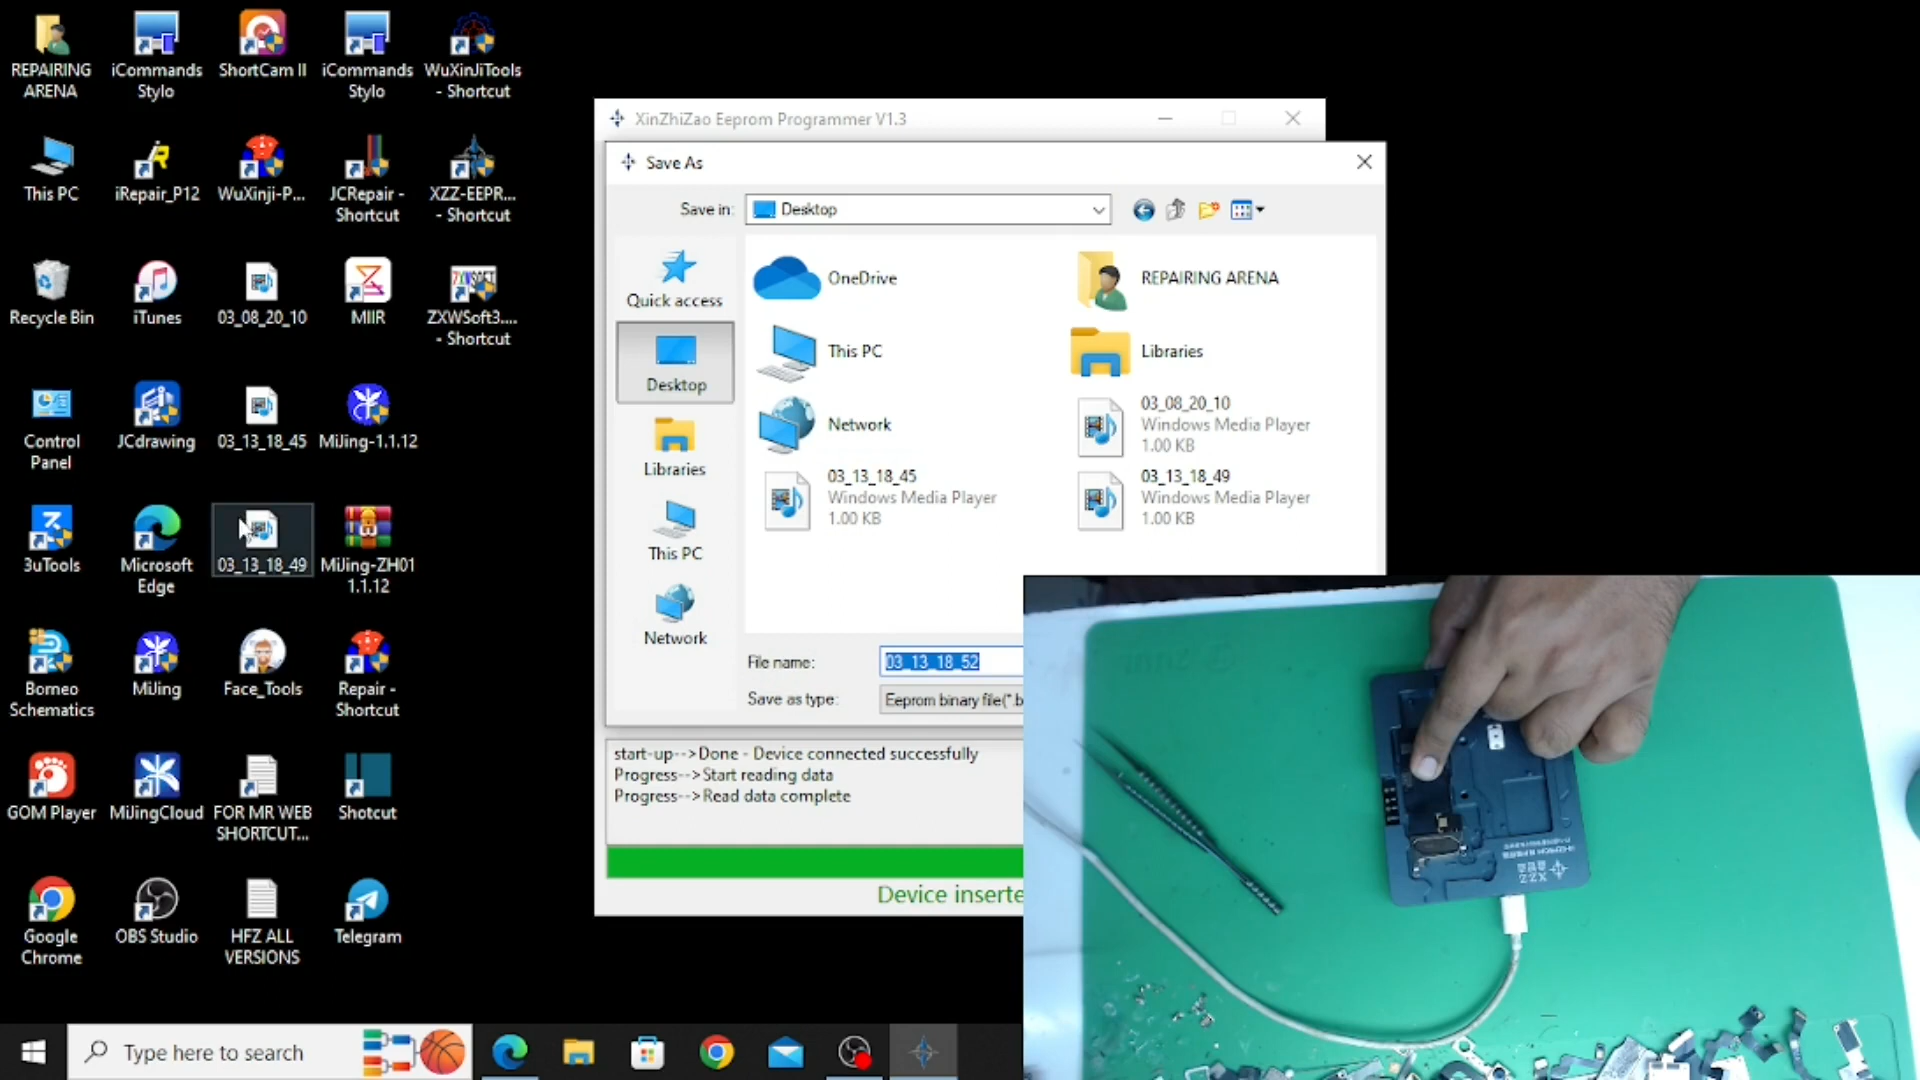 REPAIRING
ARENA
iCommands
Stylo
ShortCam II
iCommands
Stylo
WuXinJiTools
- Shortcut
This PC
iRepair_P12
WuXinji-P...
JCRepair -
Shortcut
XZZ-EEPR...
- Shortcut
Recycle Bin
iTunes
03_08_20_10
MIIR
ZXWSoft3....
- Shortcut
Control
Panel
JCdrawing
03_13_18_45
MiJing-1.1.12
3uTools
Microsoft
Edge
03_13_18_49
MiJing-ZH01
1.1.12
Borneo
Schematics
MiJing
Face_Tools
Repair -
Shortcut
GOM Player
MiJingCloud
FOR MR WEB
SHORTCUT...
Shotcut
Google
Chrome
OBS Studio
HFZ ALL
VERSIONS
Telegram
XinZhiZao Eeprom Programmer V1.3
Save As
Save in:
Desktop
Quick access
Desktop
Libraries
This PC
Network
OneDrive
REPAIRING ARENA
This PC
Libraries
Network
03_08_20_10
Windows Media Player
1.00 KB
03_13_18_45
Windows Media Player
1.00 KB
03_13_18_49
Windows Media Player
1.00 KB
File name:
03_13_18_52
Save as type:
Eeprom binary file(*.b
start-up-->Done - Device connected successfully
Progress-->Start reading data
Progress-->Read data complete
Device inserte
XZZ
Type here to search